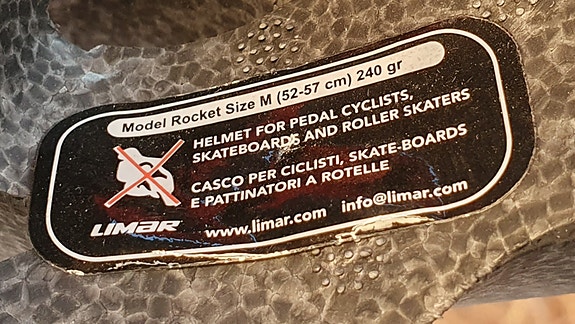 Model Rocket Size M (52-57 cm) 240 gr
HELMET FOR PEDAL CYCLISTS,
SKATEBOARDS AND ROLLER SKATERS
CASCO PER CICLISTI, SKATE-BOARDS
E PATTINATORI A ROTELLE
LIMAR www.limar.com info@limar.com